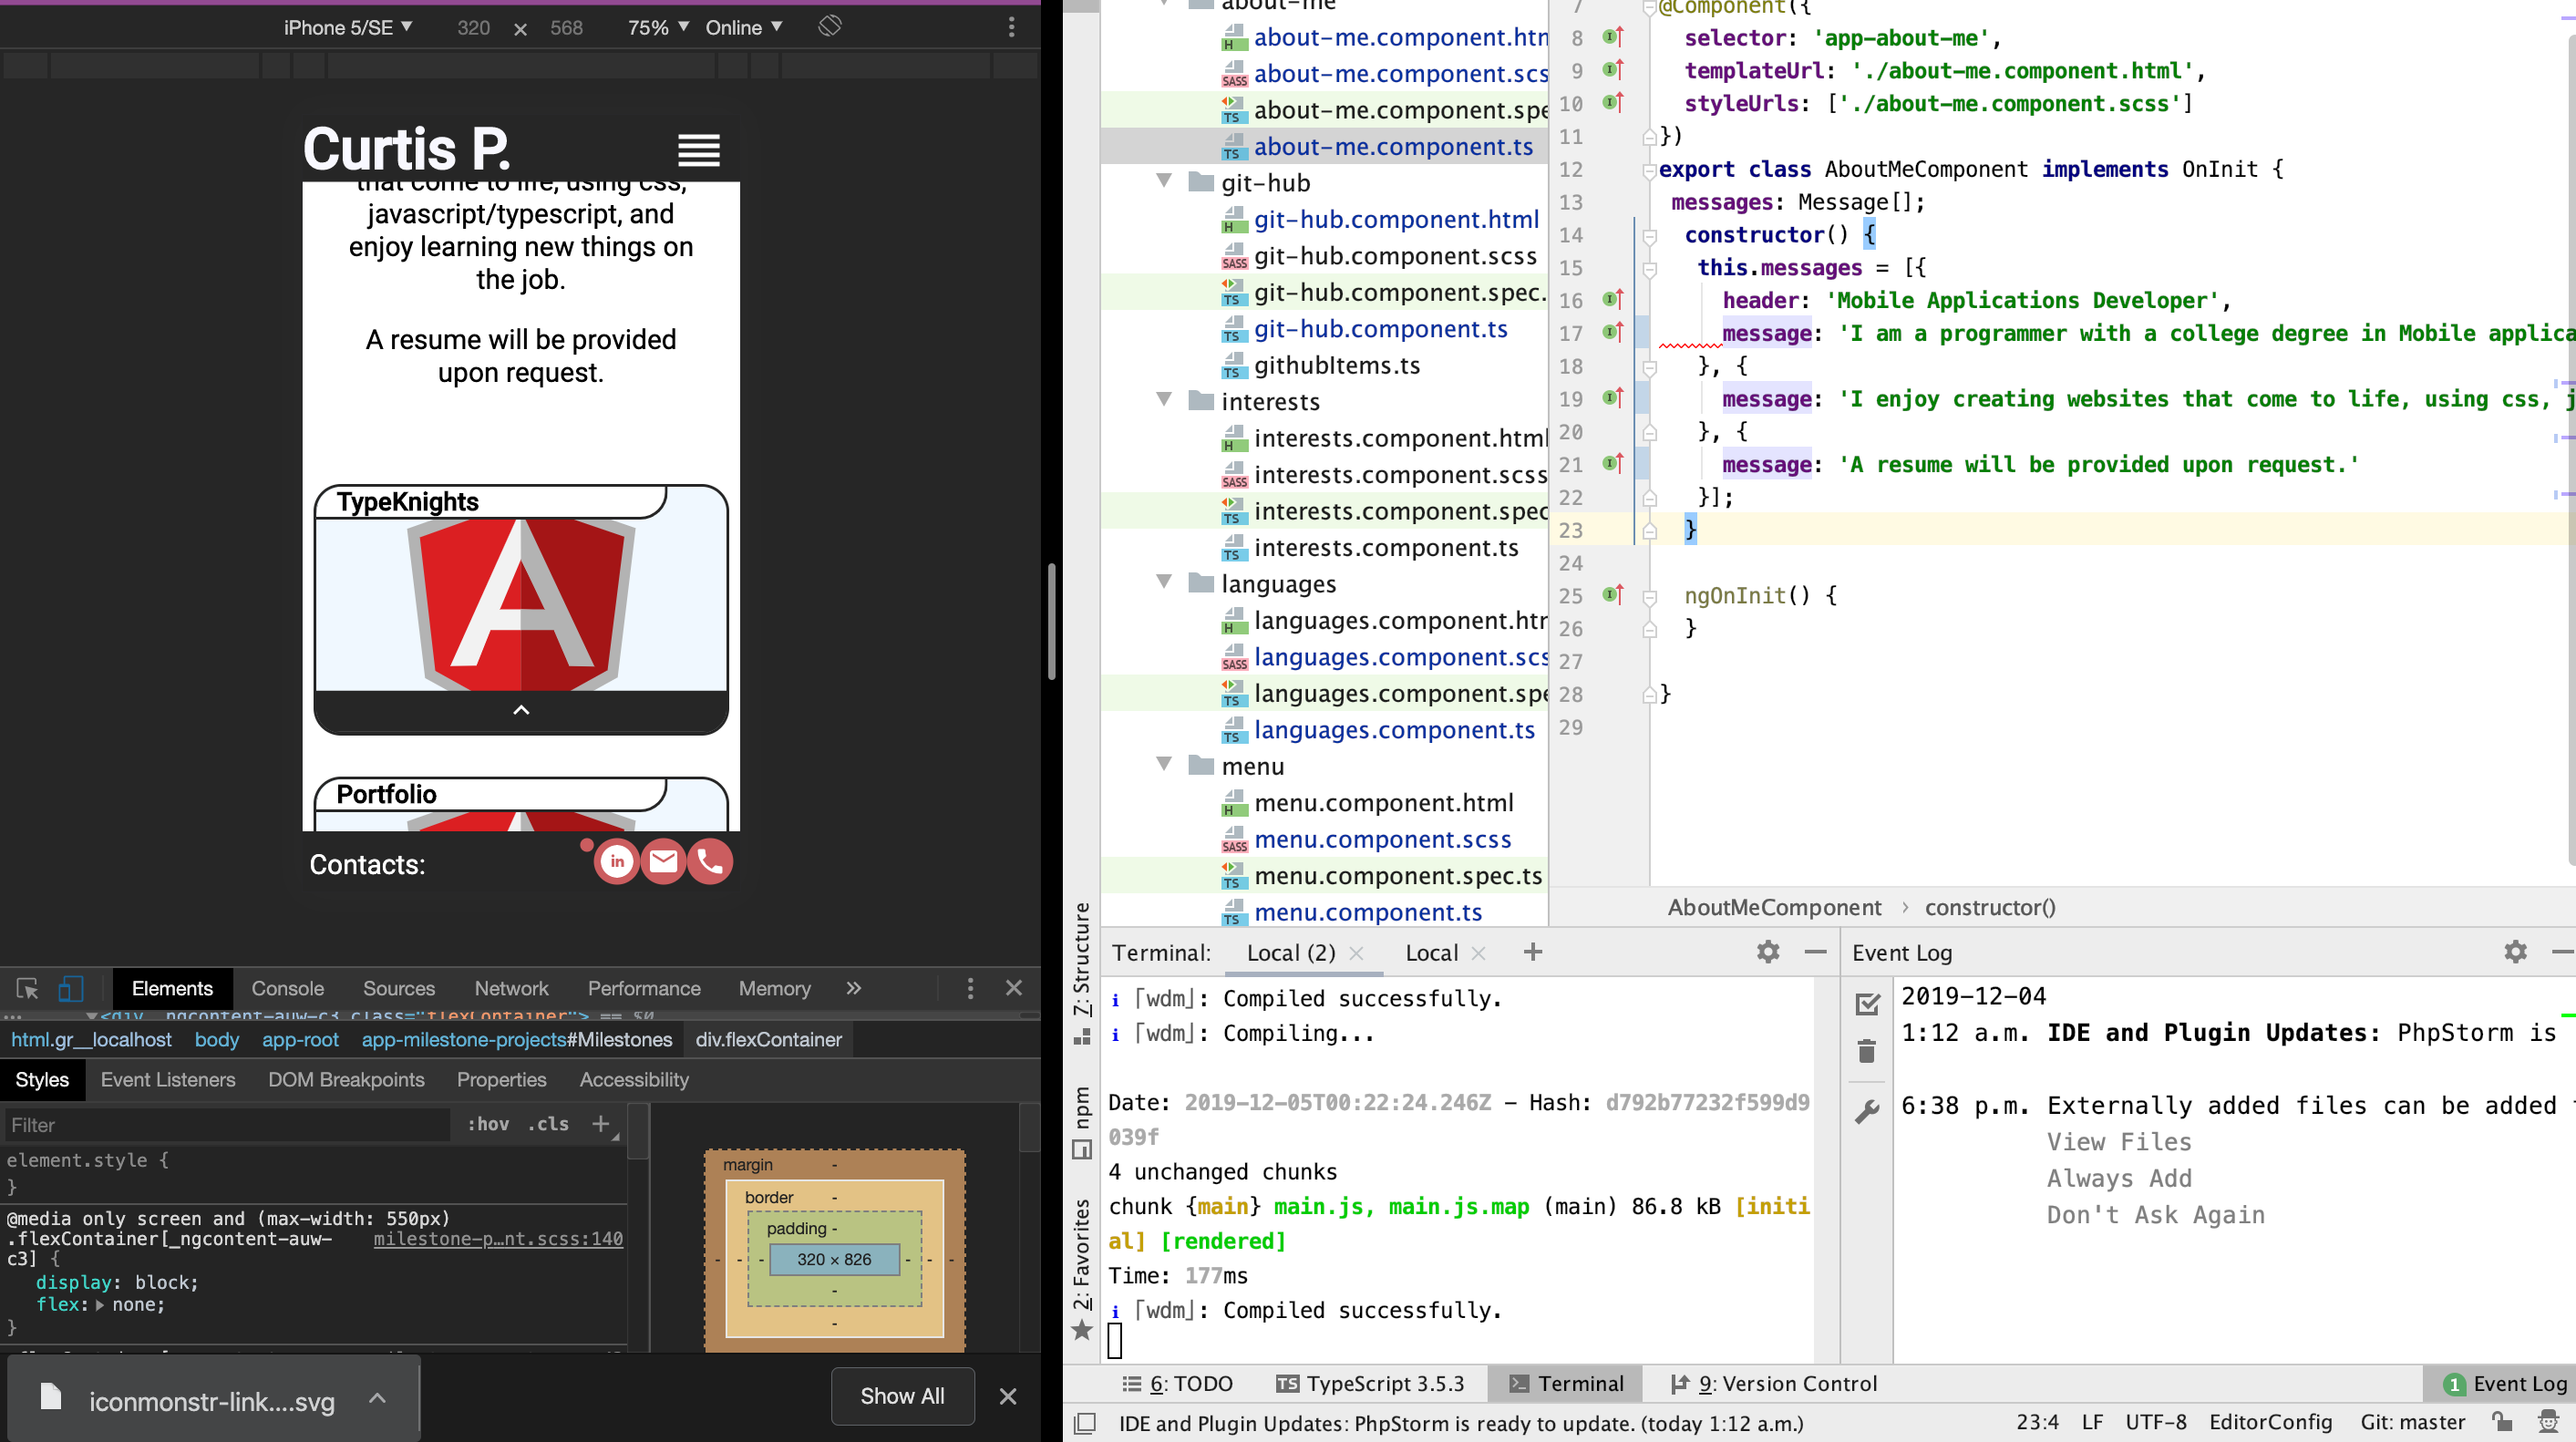 iPhone 5/SE ▼ 320 × 568 75% ▼ Online ▼
Curtis P.
that come to life, using css,
javascript/typescript, and
enjoy learning new things on
the job.
A resume will be provided
upon request.
TypeKnights
Portfolio
Contacts:
in
Elements Console Sources Network Performance Memory »
<div _ngcontent-auw-c3 class="flexContainer"> == $0
html.gr__localhost body app-root app-milestone-projects#Milestones div.flexContainer
Styles Event Listeners DOM Breakpoints Properties Accessibility
Filter :hov .cls +
element.style {
}
@media only screen and (max-width: 550px)
.flexContainer[_ngcontent-auw- milestone-p…nt.scss:140
c3] {
display: block;
flex: none;
}
margin -
border -
padding -
- - - 320 × 826 - - -
-
-
iconmonstr-link....svg
Show All
about-me
about-me.component.htm
about-me.component.scs
about-me.component.spe
about-me.component.ts
git-hub
git-hub.component.html
git-hub.component.scss
git-hub.component.spec.
git-hub.component.ts
githubItems.ts
interests
interests.component.html
interests.component.scss
interests.component.spec
interests.component.ts
languages
languages.component.htr
languages.component.scs
languages.component.spe
languages.component.ts
menu
menu.component.html
menu.component.scss
menu.component.spec.ts
menu.component.ts
7 @Component({
8 selector: 'app-about-me',
9 templateUrl: './about-me.component.html',
10 styleUrls: ['./about-me.component.scss']
11 })
12 export class AboutMeComponent implements OnInit {
13 messages: Message[];
14 constructor() {
15 this.messages = [{
16 header: 'Mobile Applications Developer',
17 message: 'I am a programmer with a college degree in Mobile applica
18 }, {
19 message: 'I enjoy creating websites that come to life, using css, j
20 }, {
21 message: 'A resume will be provided upon request.'
22 }];
23 }
24
25 ngOnInit() {
26 }
27
28 }
29
AboutMeComponent › constructor()
7: Structure
npm
2: Favorites
Terminal: Local (2) × Local × +
i ｢wdm｣: Compiled successfully.
i ｢wdm｣: Compiling...
Date: 2019-12-05T00:22:24.246Z - Hash: d792b77232f599d9
039f
4 unchanged chunks
chunk {main} main.js, main.js.map (main) 86.8 kB [initi
al] [rendered]
Time: 177ms
i ｢wdm｣: Compiled successfully.
Event Log
2019-12-04
1:12 a.m. IDE and Plugin Updates: PhpStorm is
6:38 p.m. Externally added files can be added
View Files
Always Add
Don't Ask Again
6: TODO TypeScript 3.5.3 Terminal 9: Version Control 1 Event Log
IDE and Plugin Updates: PhpStorm is ready to update. (today 1:12 a.m.) 23:4 LF UTF-8 EditorConfig Git: master